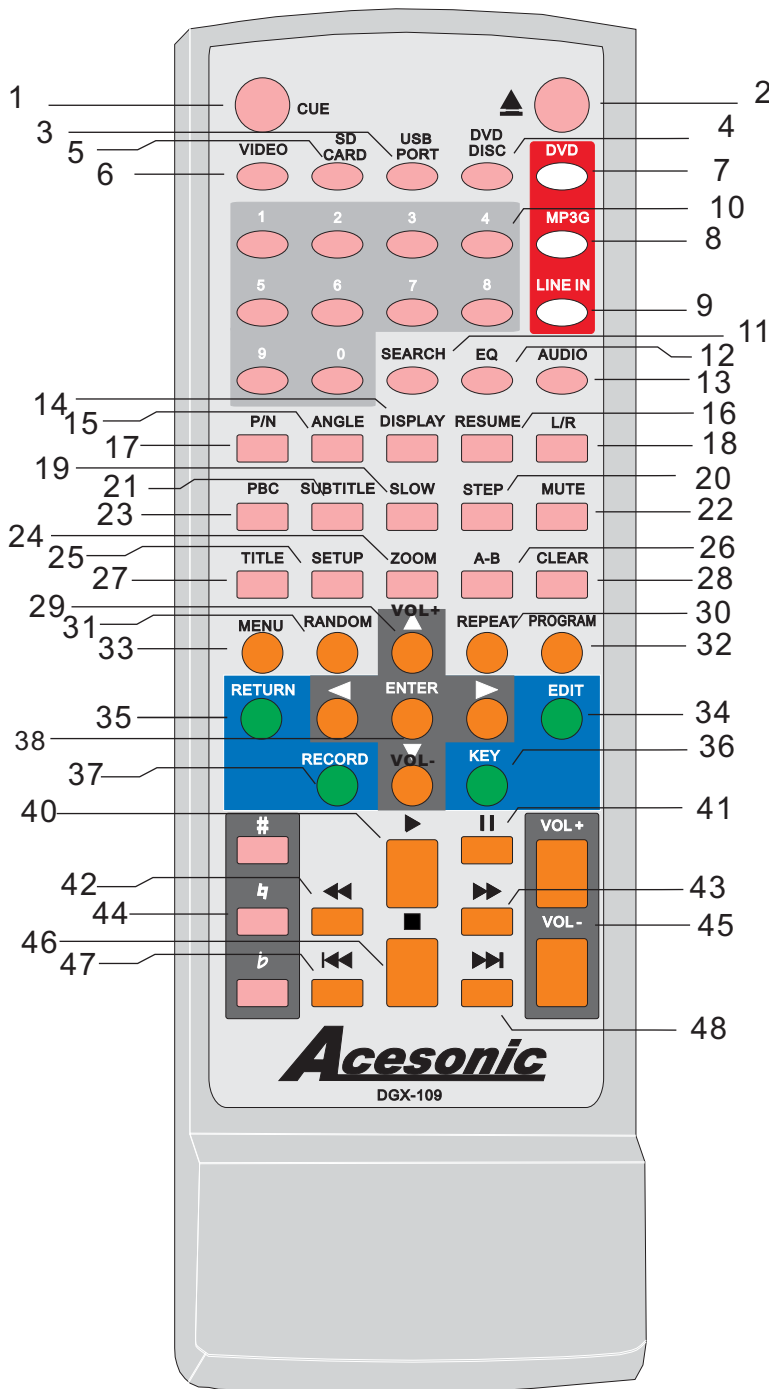 1
CUE
2
3
USB PORT
DVD DISC
4
5
SD CARD
VIDEO
6
DVD
7
10
1
2
3
4
MP3G
8
5
6
7
8
LINE IN
9
11
9
0
SEARCH
EQ
AUDIO
12
13
14
15
P/N
ANGLE
DISPLAY
RESUME
L/R
16
17
18
19
20
21
PBC
SUBTITLE
SLOW
STEP
MUTE
22
23
24
25
TITLE
SETUP
ZOOM
A-B
CLEAR
26
27
28
29
VOL+
30
31
MENU
RANDOM
REPEAT
PROGRAM
32
33
RETURN
ENTER
EDIT
34
35
38
RECORD
VOL-
KEY
36
37
40
41
#
VOL+
42
43
♮
44
VOL-
45
46
47
♭
48
Acesonic
DGX-109